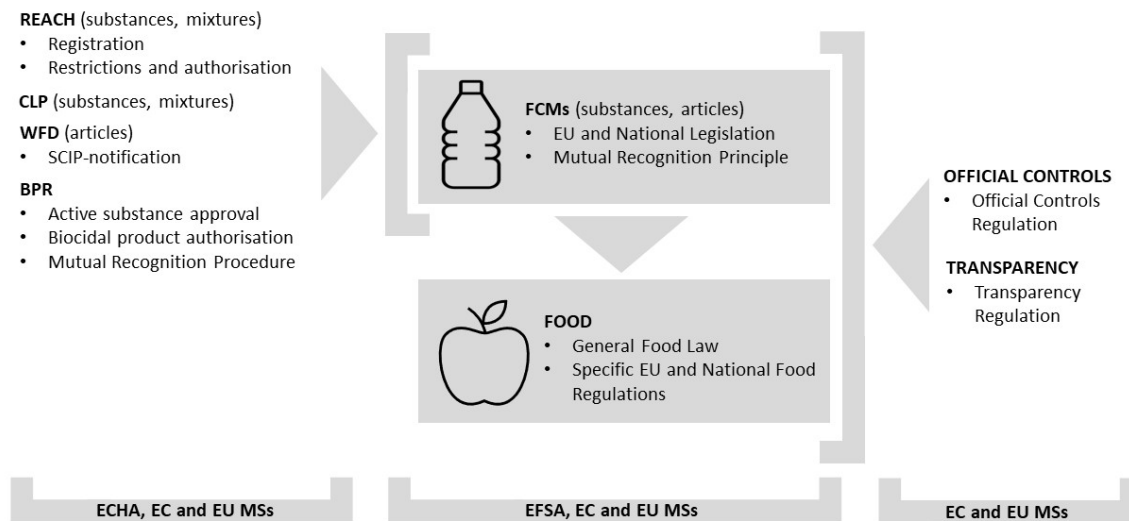 REACH (substances, mixtures)
• Registration
• Restrictions and authorisation
CLP (substances, mixtures)
WFD (articles)
• SCIP-notification
BPR
• Active substance approval
• Biocidal product authorisation
• Mutual Recognition Procedure
FCMs (substances, articles)
• EU and National Legislation
• Mutual Recognition Principle
FOOD
• General Food Law
• Specific EU and National Food
Regulations
OFFICIAL CONTROLS
• Official Controls
Regulation
TRANSPARENCY
• Transparency
Regulation
ECHA, EC and EU MSs
EFSA, EC and EU MSs
EC and EU MSs